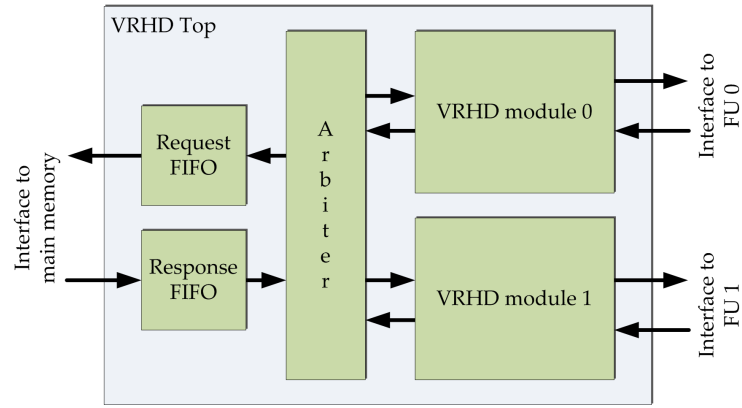 VRHD Top
Interface to
main memory
Request
FIFO
Response
FIFO
A
r
b
i
t
e
r
VRHD module 0
VRHD module 1
Interface to
FU 0
Interface to
FU 1